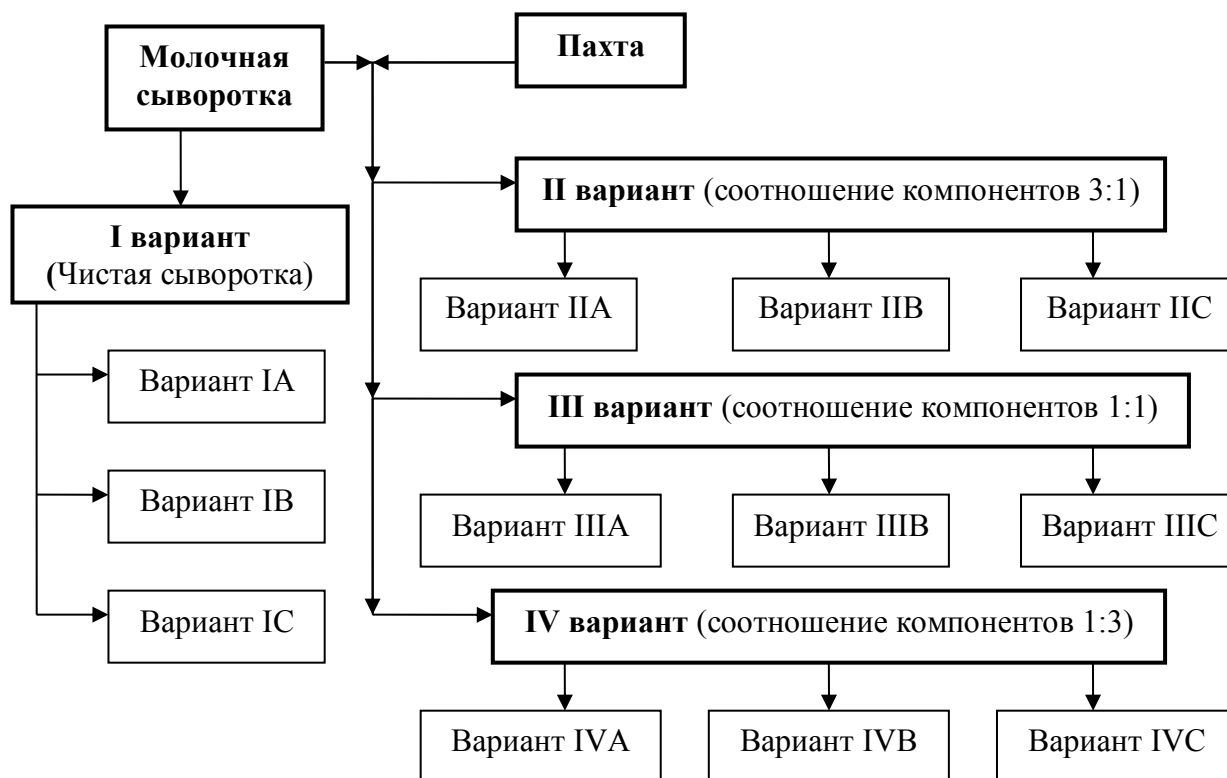 Молочная
сыворотка
Пахта
I вариант
(Чистая сыворотка)
Вариант IA
Вариант IB
Вариант IC
II вариант (соотношение компонентов 3:1)
Вариант IIA
Вариант IIB
Вариант IIC
III вариант (соотношение компонентов 1:1)
Вариант IIIA
Вариант IIIB
Вариант IIIC
IV вариант (соотношение компонентов 1:3)
Вариант IVA
Вариант IVB
Вариант IVC